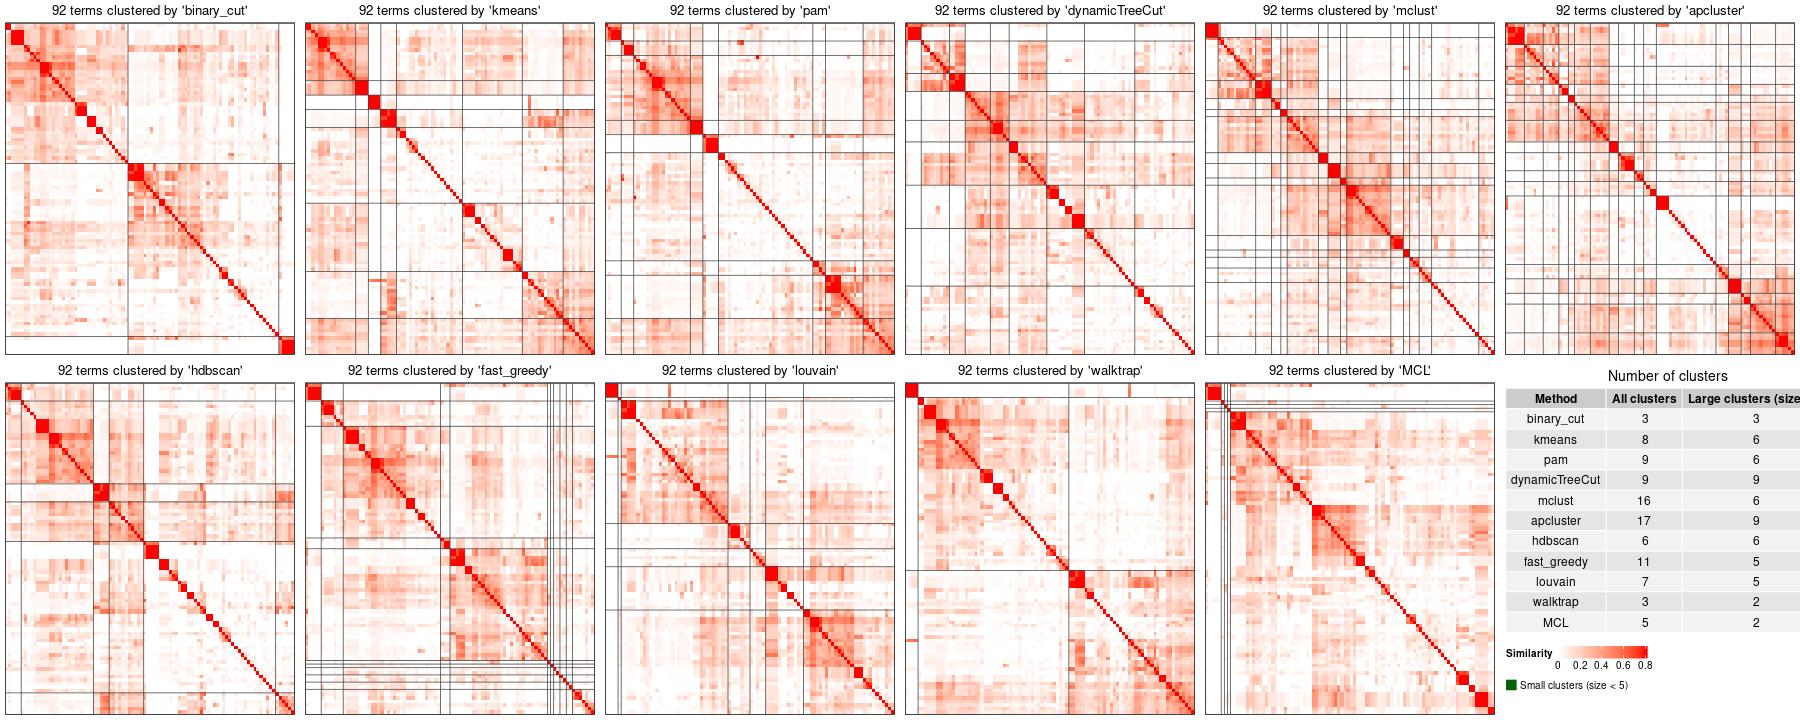 92 terms clustered by 'binary_cut'
92 terms clustered by 'kmeans'
92 terms clustered by 'pam'
92 terms clustered by 'dynamicTreeCut'
92 terms clustered by 'mclust'
92 terms clustered by 'apcluster'
92 terms clustered by 'hdbscan'
92 terms clustered by 'fast_greedy'
92 terms clustered by 'louvain'
92 terms clustered by 'walktrap'
92 terms clustered by 'MCL'
Number of clusters
Method All clusters Large clusters (size
binary_cut 3 3
kmeans 8 6
pam 9 6
dynamicTreeCut 9 9
mclust 16 6
apcluster 17 9
hdbscan 6 6
fast_greedy 11 5
louvain 7 5
walktrap 3 2
MCL 5 2
Similarity
0 0.2 0.4 0.6 0.8
Small clusters (size < 5)